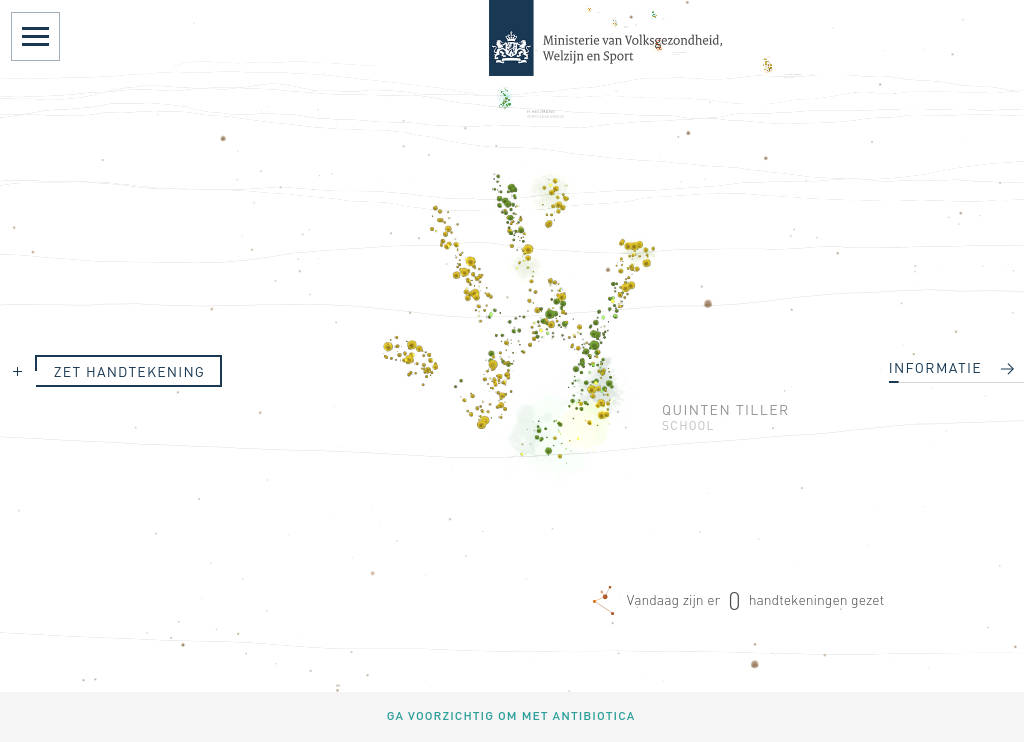 Ministerie van Volksgezondheid,
Welzijn en Sport
+ ZET HANDTEKENING
INFORMATIE →
QUINTEN TILLER
SCHOOL
Vandaag zijn er 0 handtekeningen gezet
GA VOORZICHTIG OM MET ANTIBIOTICA